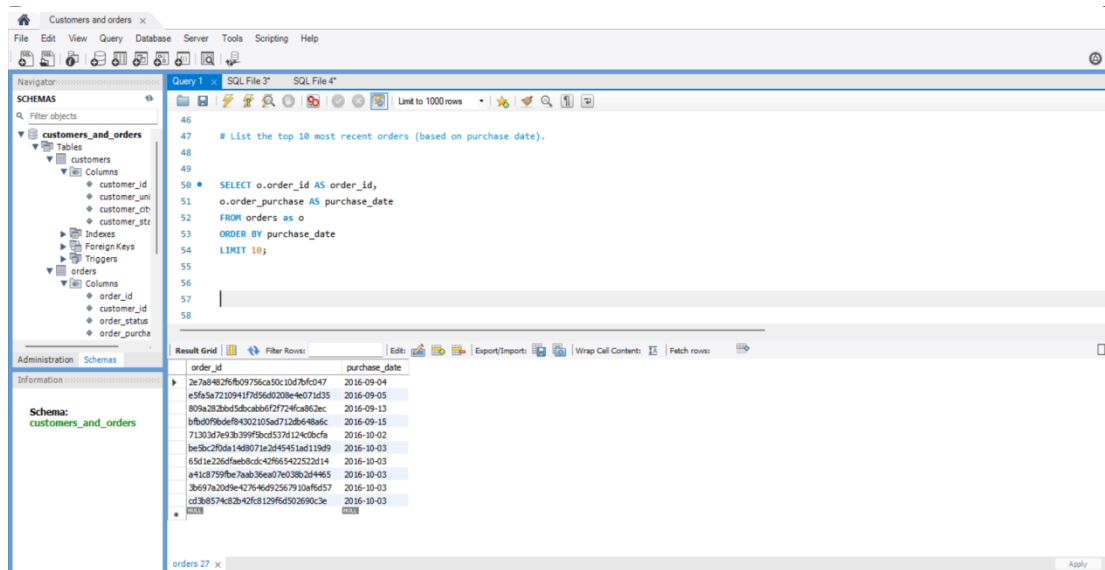 Customers and orders ×
File Edit View Query Database Server Tools Scripting Help
Navigator
SCHEMAS
Filter objects
customers_and_orders
Tables
customers
Columns
customer_id
customer_uni
customer_cit
customer_sta
Indexes
Foreign Keys
Triggers
orders
Columns
order_id
customer_id
order_status
order_purcha
Administration Schemas
Information
Schema:
customers_and_orders
Query 1 × SQL File 3* SQL File 4*
Limit to 1000 rows
46
47 # List the top 10 most recent orders (based on purchase date).
48
49
50 SELECT o.order_id AS order_id,
51 o.order_purchase AS purchase_date
52 FROM orders as o
53 ORDER BY purchase_date
54 LIMIT 10;
55
56
57
58
Result Grid Filter Rows: Edit: Export/Import: Wrap Cell Content: Fetch rows:
order_id purchase_date
2e7a8482f6fb09756ca50c10d7bfc047 2016-09-04
e5fa5a7210941f7d56d0208e4e071d35 2016-09-05
809a282bbd5dbcabb6f2f724fca862ec 2016-09-13
bfbd0f9bdef84302105ad712db648a6c 2016-09-15
71303d7e93b399f5bcd537d124c0bcfa 2016-10-02
be5bc2f0da14d8071e2d45451ad119d9 2016-10-03
65d1e226dfaeb8cdc42f665422522d14 2016-10-03
a41c8759fbe7aab36ea07e038b2d4465 2016-10-03
3b697a20d9e427646d92567910af6d57 2016-10-03
cd3b8574c82b42fc8129f6d502690c3e 2016-10-03
NULL NULL
orders 27 × Apply